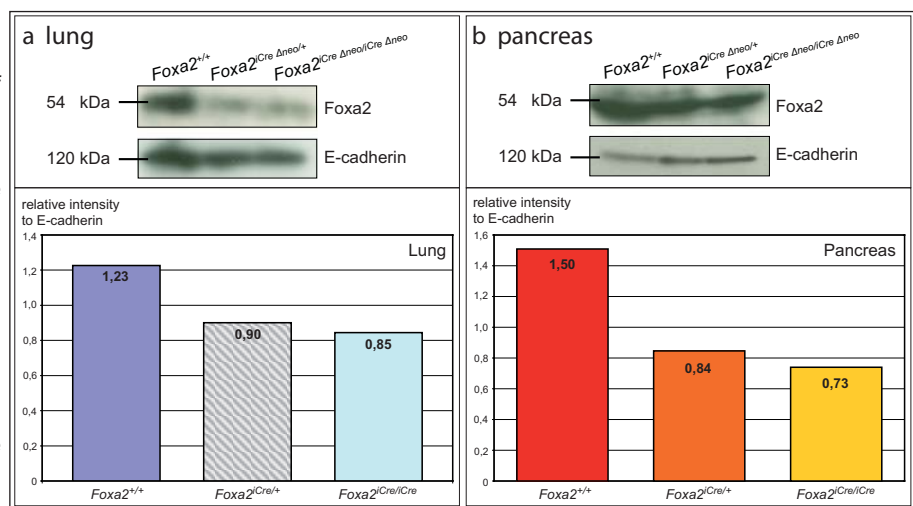 a lung
Foxa2+/+ Foxa2iCre Δneo/+ Foxa2iCre Δneo/iCre Δneo
54 kDa
Foxa2
120 kDa
E-cadherin
relative intensity
to E-cadherin
Lung
1,4
1,2
1,0
0,8
0,6
0,4
0,2
0
1,23
0,90
0,85
Foxa2+/+ Foxa2iCre/+ Foxa2iCre/iCre
b pancreas
Foxa2+/+ Foxa2iCre Δneo/+ Foxa2iCre Δneo/iCre Δneo
54 kDa
Foxa2
120 kDa
E-cadherin
relative intensity
to E-cadherin
Pancreas
1,6
1,4
1,2
1,0
0,8
0,6
0,4
0,2
0
1,50
0,84
0,73
Foxa2+/+ Foxa2iCre/+ Foxa2iCre/iCre